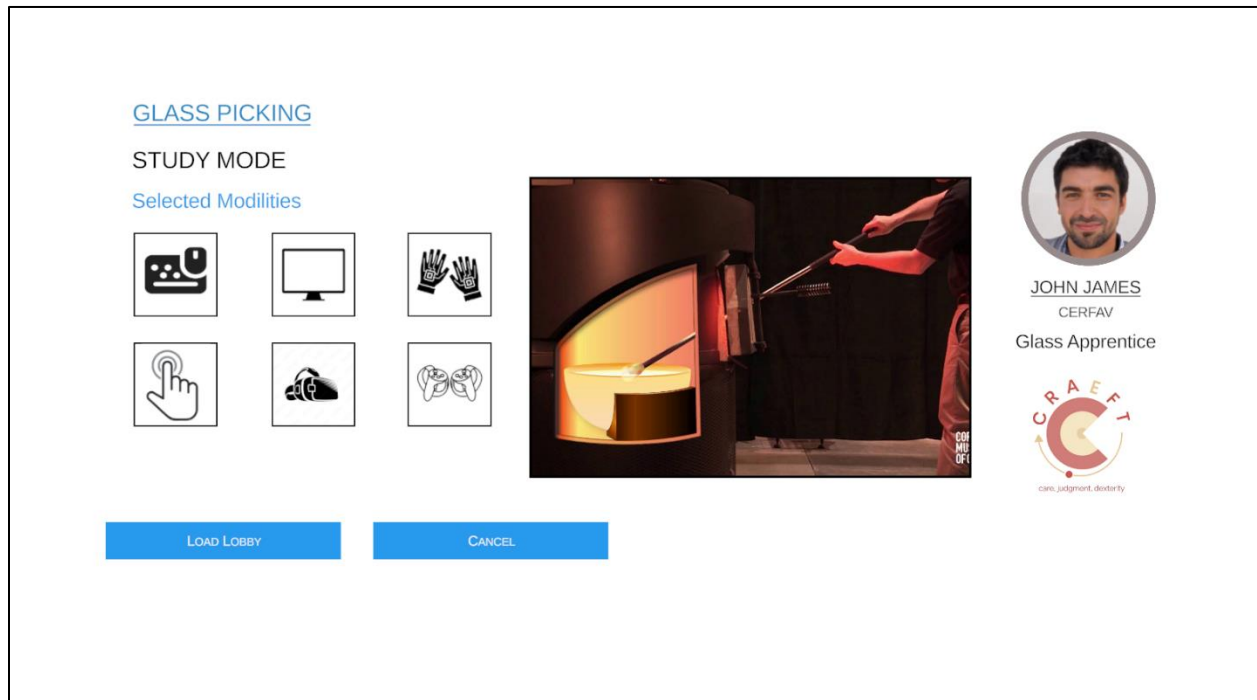 GLASS PICKING
STUDY MODE
Selected Modilities
JOHN JAMES
CERFAV
Glass Apprentice
CRAEFT
care, judgment, dexterity
LOAD LOBBY
CANCEL